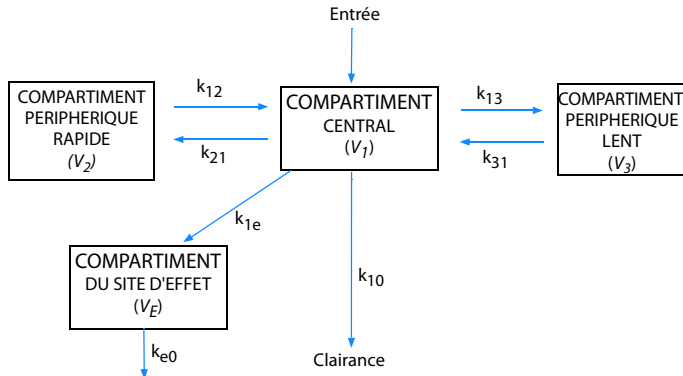 Entrée
COMPARTIMENT
PERIPHERIQUE
RAPIDE
(V2)
k12
k21
COMPARTIMENT
CENTRAL
(V1)
k13
k31
COMPARTIMENT
PERIPHERIQUE
LENT
(V3)
k1e
COMPARTIMENT
DU SITE D'EFFET
(VE)
k10
ke0
Clairance